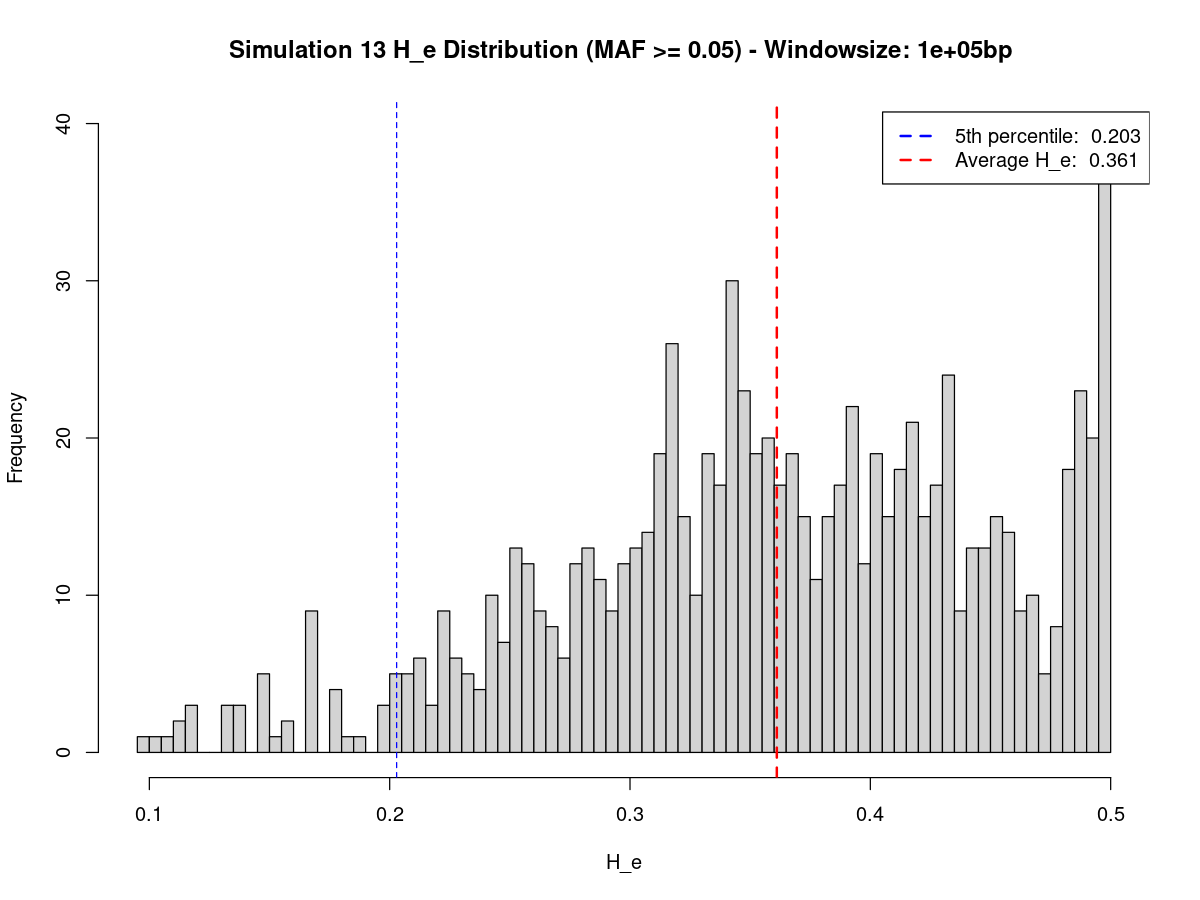 Simulation 13 H_e Distribution (MAF >= 0.05) - Windowsize: 1e+05bp
5th percentile: 0.203
Average H_e: 0.361
Frequency
40
30
20
10
0
0.1 0.2 0.3 0.4 0.5
H_e